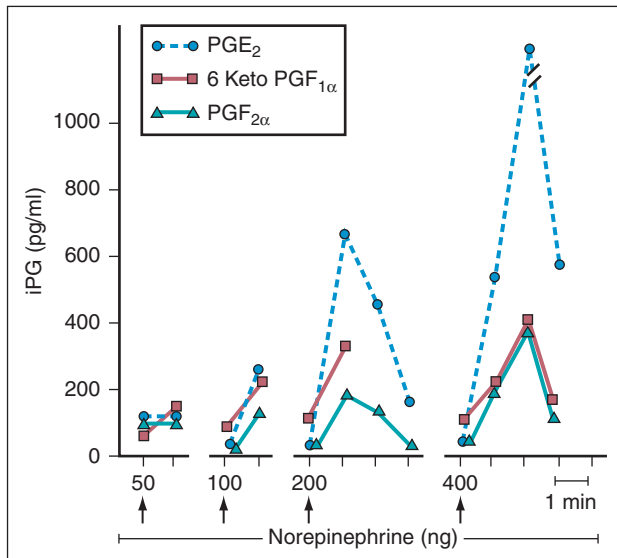 PGE₂
6 Keto PGF₁α
PGF₂α
iPG (pg/ml)
1000
800
600
400
200
0
50
100
200
400
1 min
Norepinephrine (ng)